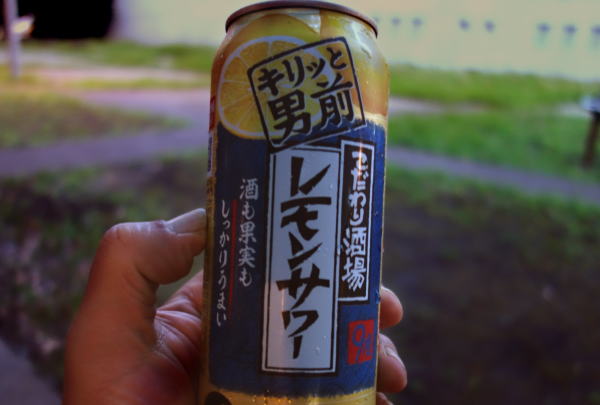 キリッと
男前
こだわり酒場
レモンサワー
酒も果実も
しっかりうまい
9%